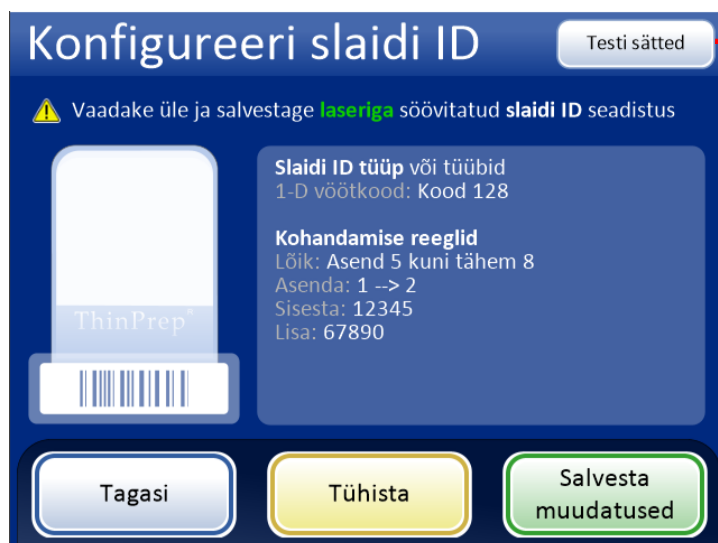 Konfigureeri slaidi ID
Testi sätted
Vaadake üle ja salvestage laseriga söövitatud slaidi ID seadistus
Slaidi ID tüüp või tüübid
1-D vöötkood: Kood 128
Kohandamise reeglid
Lõik: Asend 5 kuni tähem 8
Asenda: 1 --> 2
Sisesta: 12345
Lisa: 67890
ThinPrep®
Tagasi
Tühista
Salvesta
muudatused